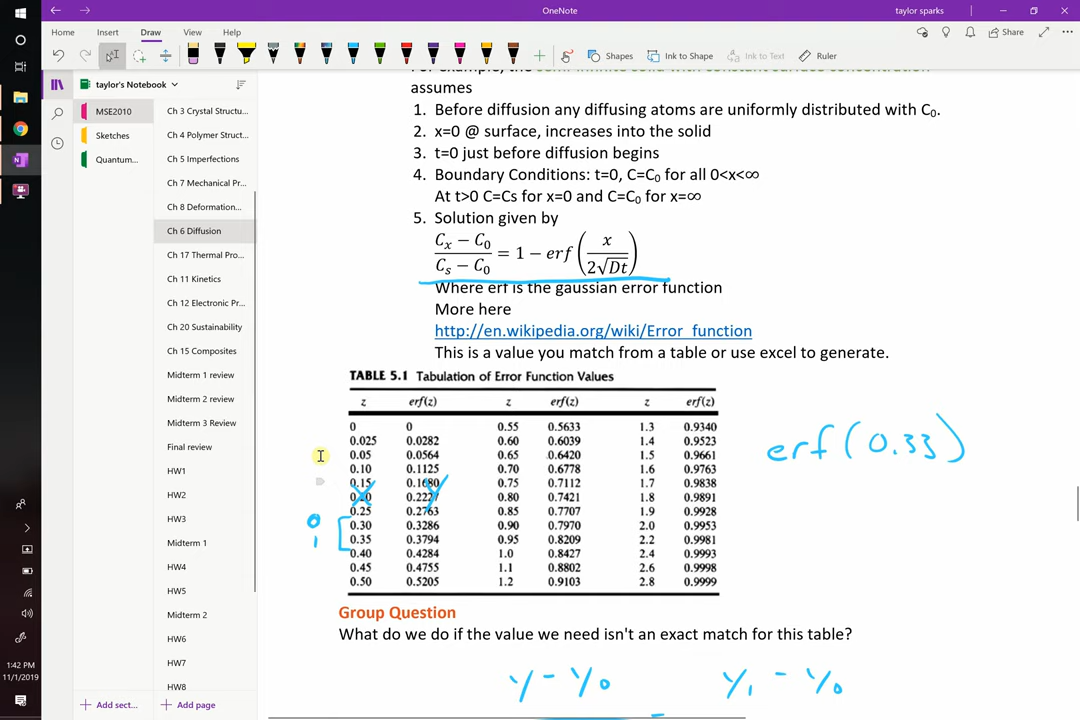 OneNote
taylor sparks
Home Insert Draw View Help
Share
Shapes Ink to Shape Ink to Text Ruler
taylor's Notebook
MSE2010
Sketches
Quantum...
Ch 3 Crystal Structu...
Ch 4 Polymer Struct...
Ch 5 Imperfections
Ch 7 Mechanical Pr...
Ch 8 Deformation...
Ch 6 Diffusion
Ch 17 Thermal Pro...
Ch 11 Kinetics
Ch 12 Electronic Pr...
Ch 20 Sustainability
Ch 15 Composites
Midterm 1 review
Midterm 2 review
Midterm 3 Review
Final review
HW1
HW2
HW3
Midterm 1
HW4
HW5
Midterm 2
HW6
HW7
HW8
Add sect...
Add page
1:42 PM
11/1/2019
assumes
1. Before diffusion any diffusing atoms are uniformly distributed with C₀.
2. x=0 @ surface, increases into the solid
3. t=0 just before diffusion begins
4. Boundary Conditions: t=0, C=C₀ for all 0<x<∞
At t>0 C=Cs for x=0 and C=C₀ for x=∞
5. Solution given by
(Cₓ − C₀)/(Cₛ − C₀) = 1 − erf(x/(2√Dt))
Where erf is the gaussian error function
More here
http://en.wikipedia.org/wiki/Error_function
This is a value you match from a table or use excel to generate.
TABLE 5.1 Tabulation of Error Function Values
z erf(z) z erf(z) z erf(z)
0 0 0.55 0.5633 1.3 0.9340
0.025 0.0282 0.60 0.6039 1.4 0.9523
0.05 0.0564 0.65 0.6420 1.5 0.9661
0.10 0.1125 0.70 0.6778 1.6 0.9763
0.15 0.1680 0.75 0.7112 1.7 0.9838
0.20 0.2227 0.80 0.7421 1.8 0.9891
0.25 0.2763 0.85 0.7707 1.9 0.9928
0.30 0.3286 0.90 0.7970 2.0 0.9953
0.35 0.3794 0.95 0.8209 2.2 0.9981
0.40 0.4284 1.0 0.8427 2.4 0.9993
0.45 0.4755 1.1 0.8802 2.6 0.9998
0.50 0.5205 1.2 0.9103 2.8 0.9999
X Y
0
1
erf(0.33)
Group Question
What do we do if the value we need isn't an exact match for this table?
y - y₀ y₁ - y₀